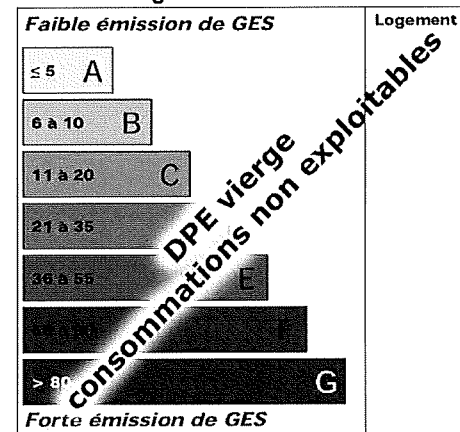 Faible émission de GES
Logement
≤ 5 A
6 à 10 B
11 à 20 C
21 à 35
36 à 55 E
F
> 80 G
DPE vierge
consommations non exploitables
Forte émission de GES